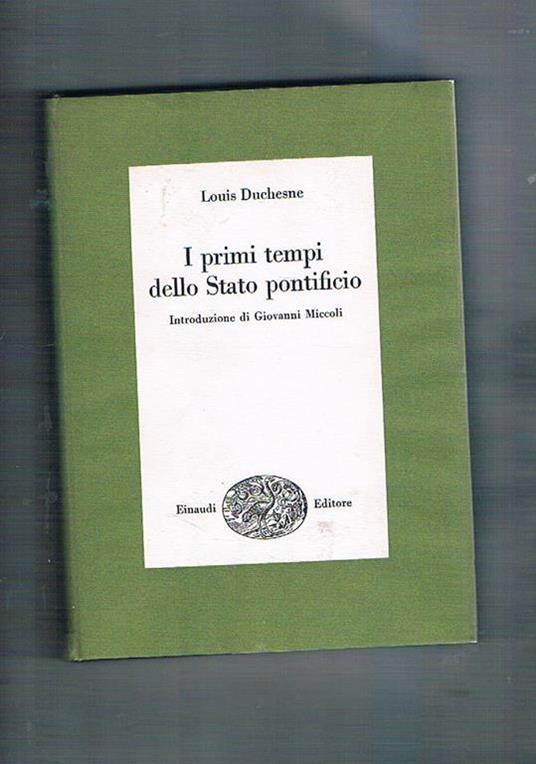 Louis Duchesne
I primi tempi
dello Stato pontificio
Introduzione di Giovanni Miccoli
Einaudi Editore